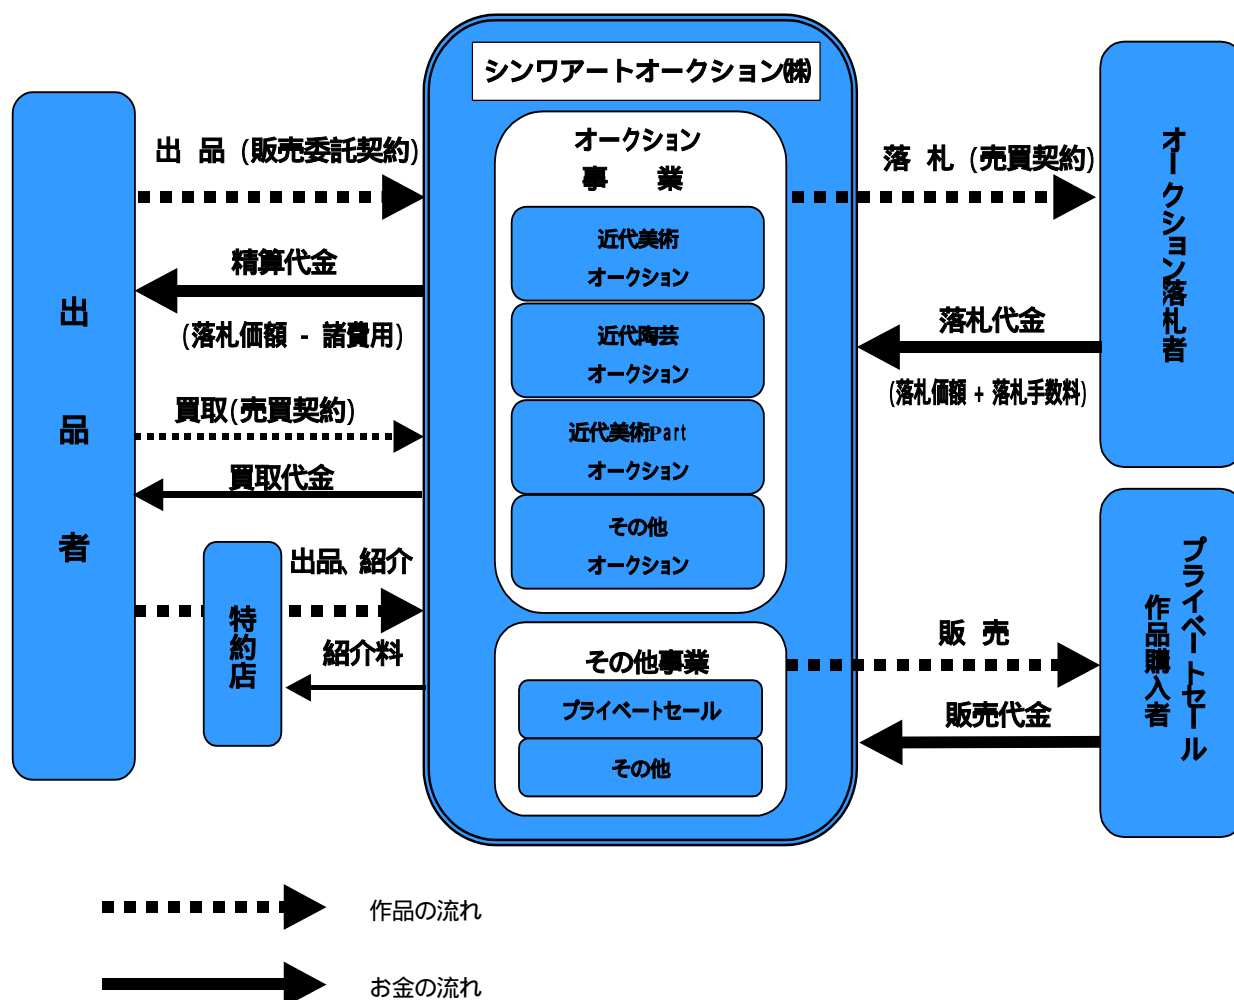 シンワアートオークション㈱
オークション
事 業
近代美術
オークション
近代陶芸
オークション
近代美術Part
オークション
その他
オークション
その他事業
プライベートセール
その他
出品者
出 品 (販売委託契約)
精算代金
(落札価額 - 諸費用)
買取(売買契約)
買取代金
出品、紹介
特約店
紹介料
落 札 (売買契約)
落札代金
(落札価額 + 落札手数料)
オークション落札者
販 売
販売代金
プライベートセール
作品購入者
作品の流れ
お金の流れ